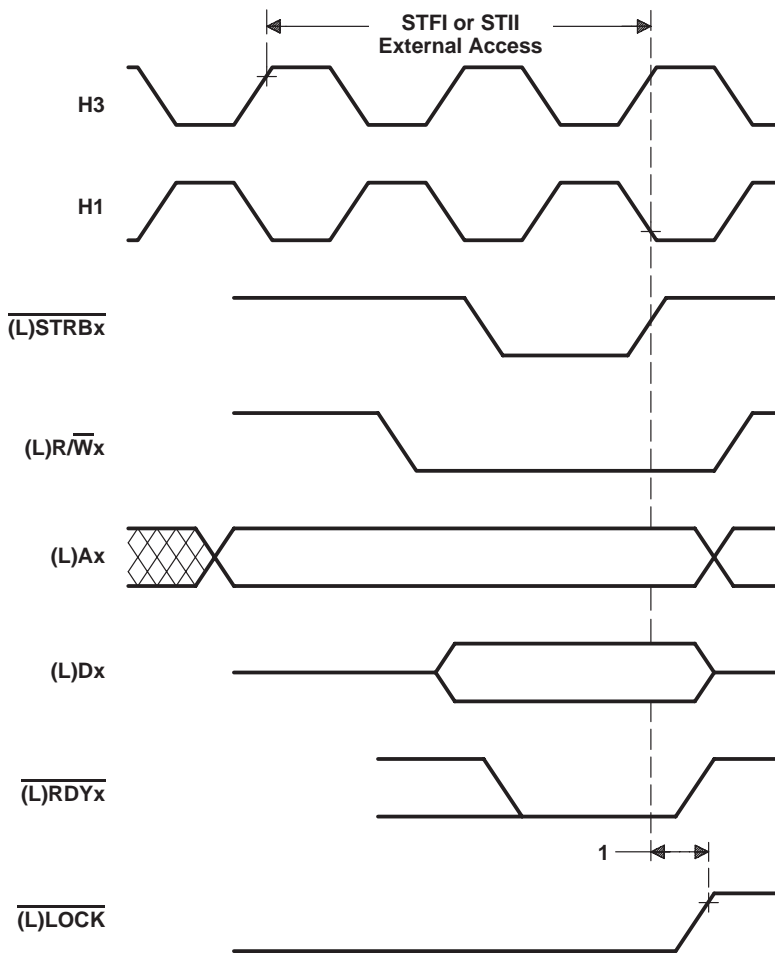 STFI or STII
External Access
H3
H1
(L)STRBx
(L)R/Wx
(L)Ax
(L)Dx
(L)RDYx
1
(L)LOCK